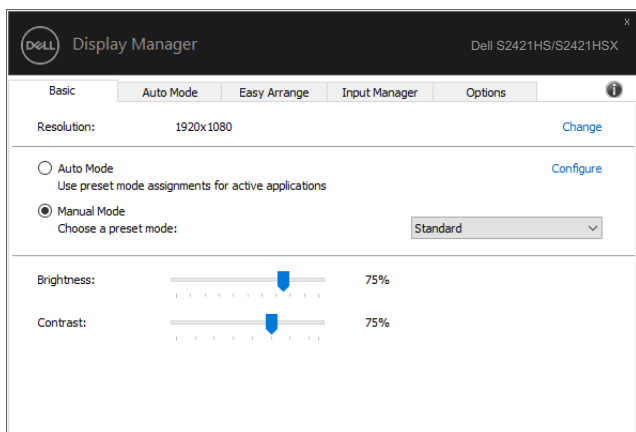 x
DELL Display Manager Dell S2421HS/S2421HSX
Basic Auto Mode Easy Arrange Input Manager Options i
Resolution: 1920x1080 Change
Auto Mode Configure
Use preset mode assignments for active applications
Manual Mode
Choose a preset mode: Standard
Brightness: 75%
Contrast: 75%